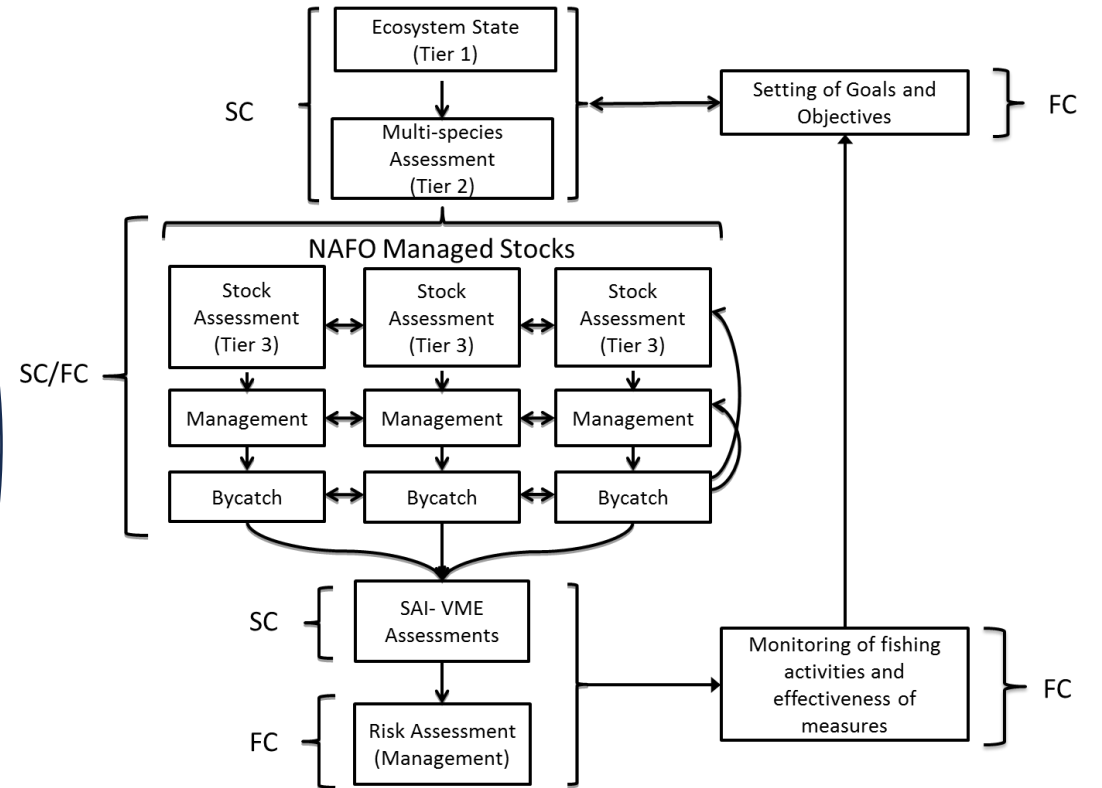 Ecosystem State
(Tier 1)
SC
Multi-species
Assessment
(Tier 2)
Setting of Goals and
Objectives
FC
SC/FC
NAFO Managed Stocks
Stock
Assessment
(Tier 3)
Stock
Assessment
(Tier 3)
Stock
Assessment
(Tier 3)
Management
Management
Management
Bycatch
Bycatch
Bycatch
SC
SAI- VME
Assessments
FC
Risk Assessment
(Management)
Monitoring of fishing
activities and
effectiveness of
measures
FC